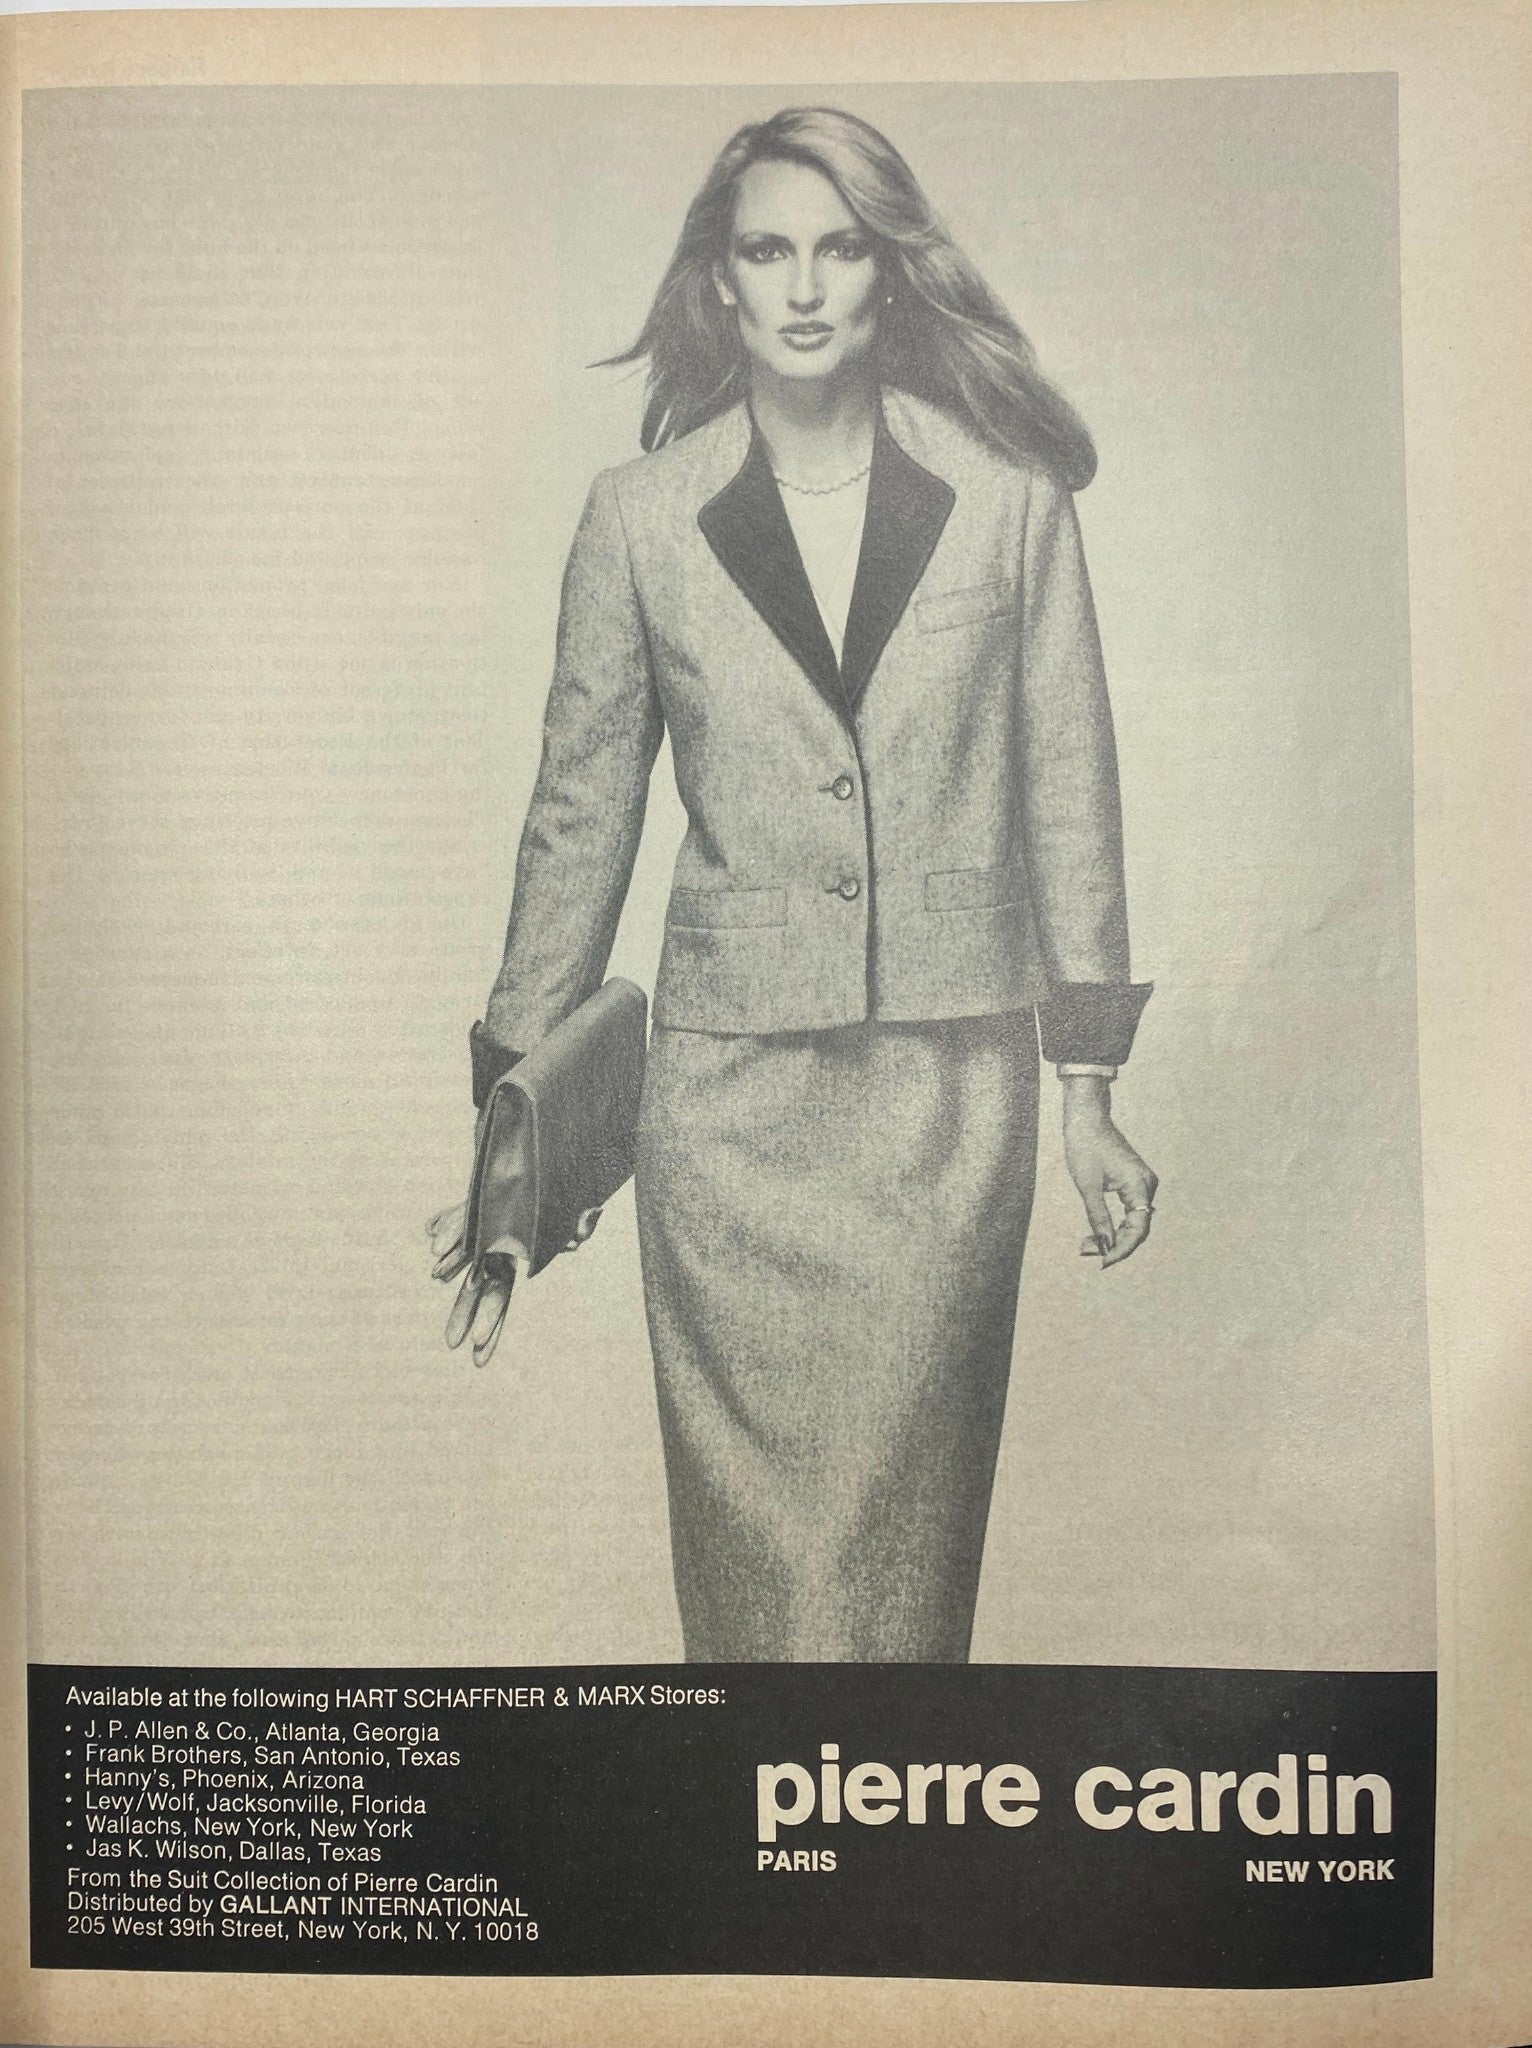 Available at the following HART SCHAFFNER & MARX Stores:
• J. P. Allen & Co., Atlanta, Georgia
• Frank Brothers, San Antonio, Texas
• Hanny's, Phoenix, Arizona
• Levy/Wolf, Jacksonville, Florida
• Wallachs, New York, New York
• Jas K. Wilson, Dallas, Texas
From the Suit Collection of Pierre Cardin
Distributed by GALLANT INTERNATIONAL
205 West 39th Street, New York, N. Y. 10018
pierre cardin
PARIS NEW YORK